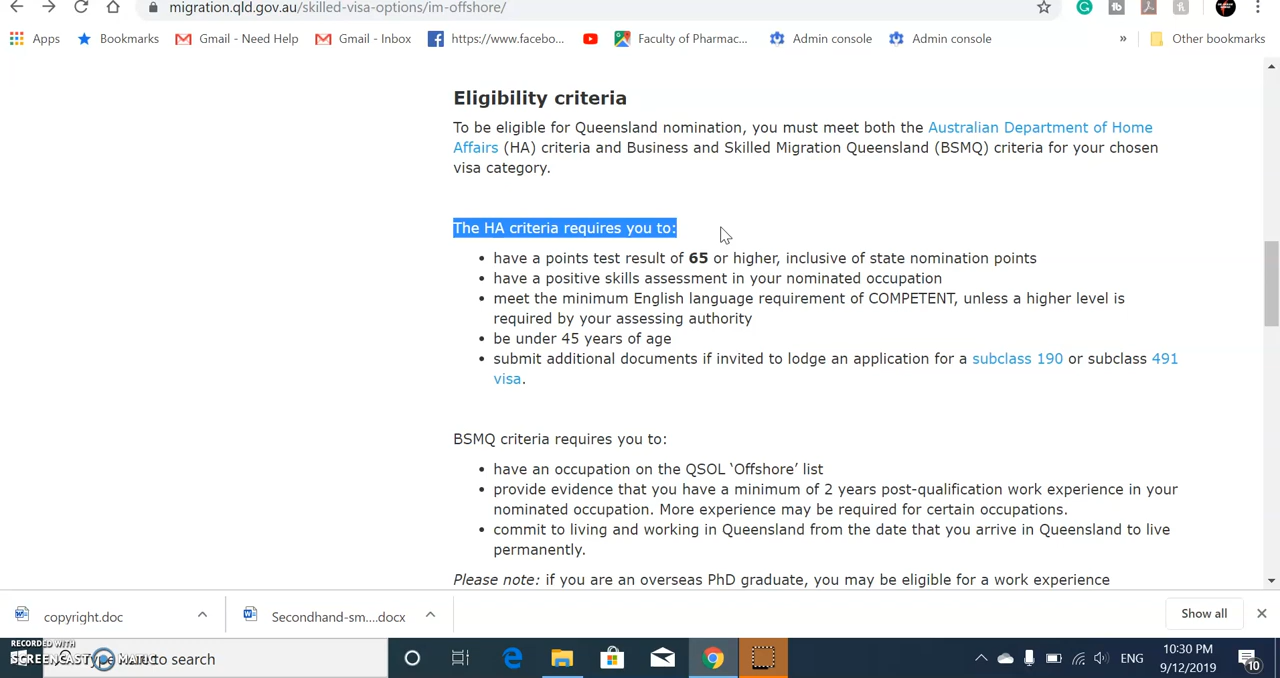 migration.qld.gov.au/skilled-visa-options/im-offshore/
Apps Bookmarks Gmail - Need Help Gmail - Inbox https://www.facebo... Faculty of Pharmac... Admin console Admin console » Other bookmarks
Eligibility criteria
To be eligible for Queensland nomination, you must meet both the Australian Department of Home
Affairs (HA) criteria and Business and Skilled Migration Queensland (BSMQ) criteria for your chosen
visa category.
The HA criteria requires you to:
• have a points test result of 65 or higher, inclusive of state nomination points
• have a positive skills assessment in your nominated occupation
• meet the minimum English language requirement of COMPETENT, unless a higher level is
required by your assessing authority
• be under 45 years of age
• submit additional documents if invited to lodge an application for a subclass 190 or subclass 491
visa.
BSMQ criteria requires you to:
• have an occupation on the QSOL ‘Offshore’ list
• provide evidence that you have a minimum of 2 years post-qualification work experience in your
nominated occupation. More experience may be required for certain occupations.
• commit to living and working in Queensland from the date that you arrive in Queensland to live
permanently.
Please note: if you are an overseas PhD graduate, you may be eligible for a work experience
copyright.doc Secondhand-sm....docx Show all
RECORDED WITH
SCREENCAST MATIC
to search
ENG
10:30 PM
9/12/2019
10